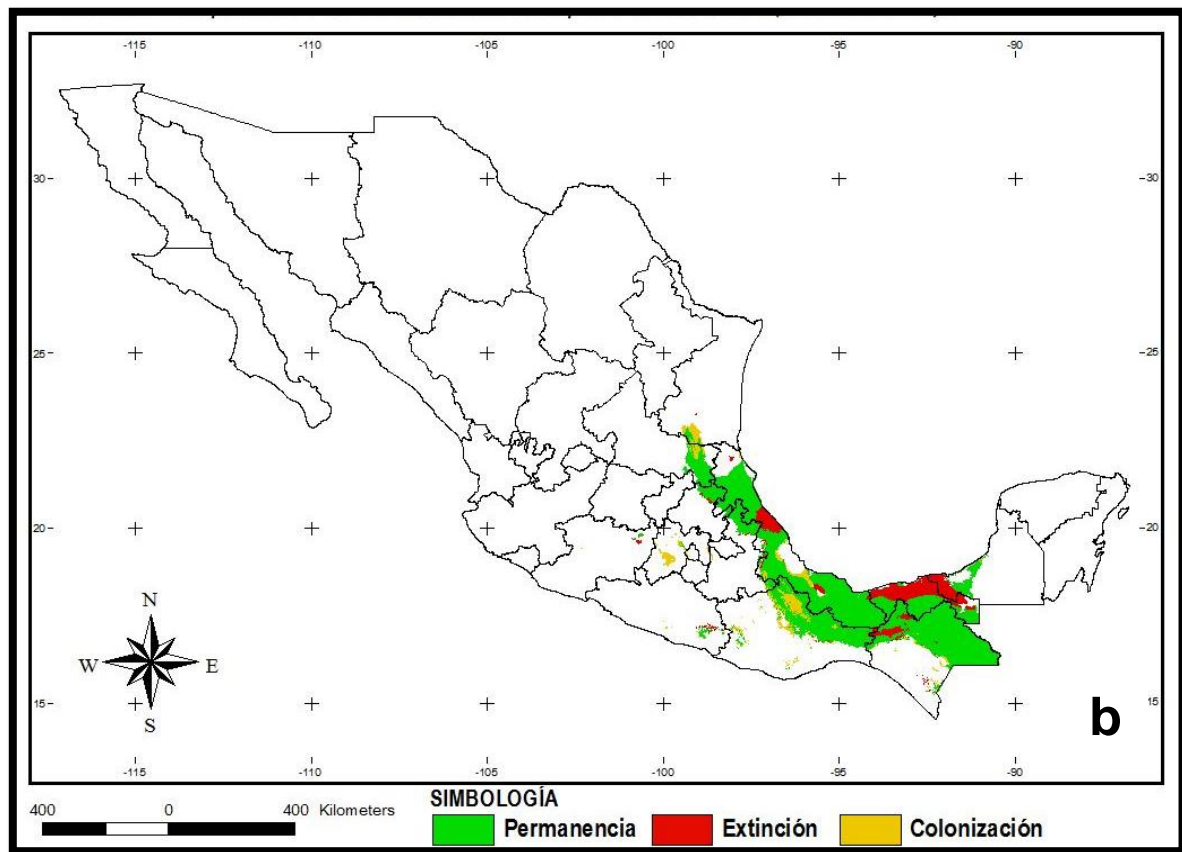 -115 -110 -105 -100 -95 -90
30 30
25 -25
20 -20
15 15
N
W E
S
b
-115 -110 -105 -100 -95 -90
400 0 400 Kilometers
SIMBOLOGÍA
Permanencia Extinción Colonización